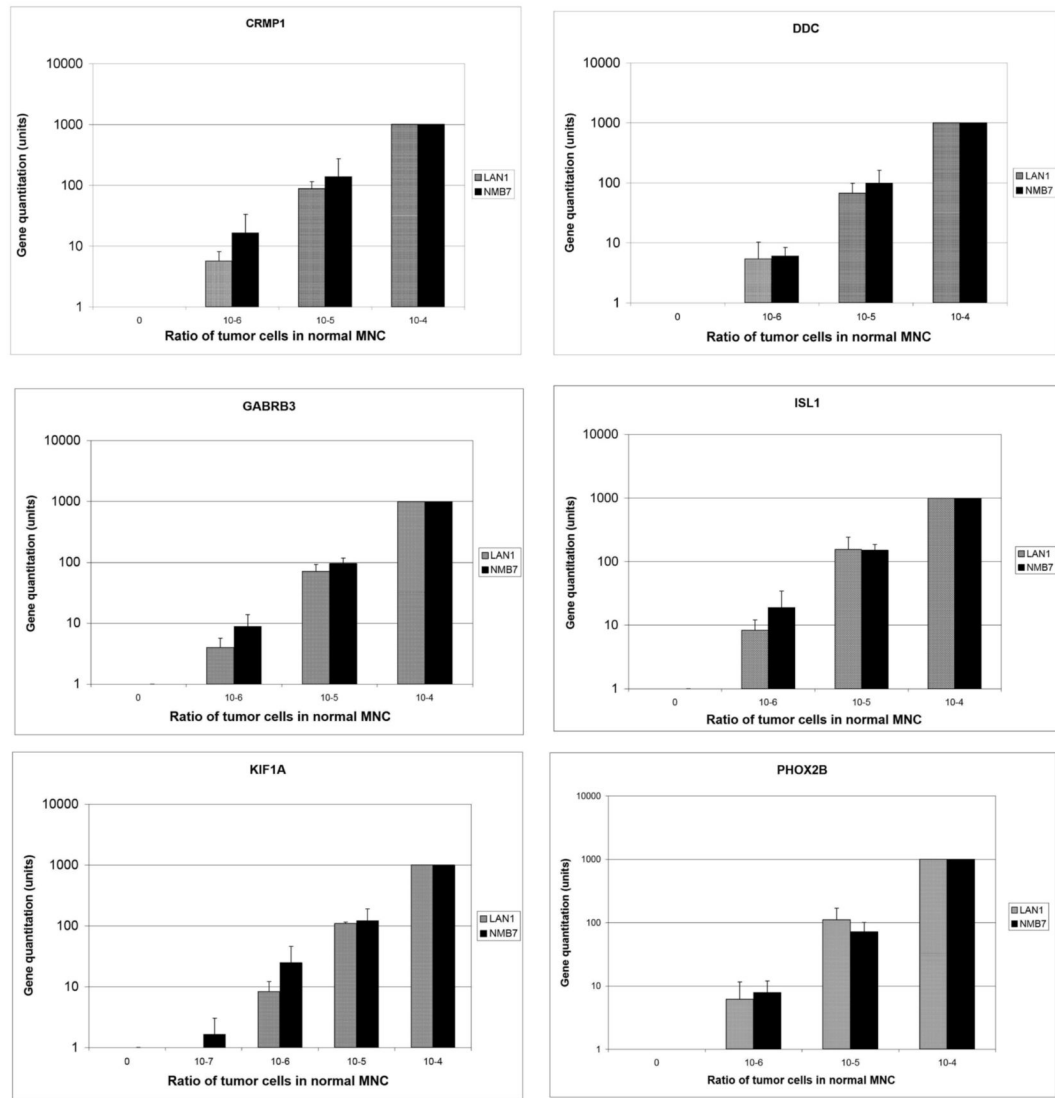 CRMP1
Gene quantitation (units)
10000
1000
100
10
1
0
10-6
10-5
10-4
Ratio of tumor cells in normal MNC
LAN1
NMB7
DDC
Gene quantitation (units)
10000
1000
100
10
1
0
10-6
10-5
10-4
Ratio of tumor cells in normal MNC
LAN1
NMB7
GABRB3
Gene quantitation (units)
10000
1000
100
10
1
0
10-6
10-5
10-4
Ratio of tumor cells in normal MNC
LAN1
NMB7
ISL1
Gene quantitation (units)
10000
1000
100
10
1
0
10-6
10-5
10-4
Ratio of tumor cells in normal MNC
LAN1
NMB7
KIF1A
Gene quantitation (units)
10000
1000
100
10
1
0
10-7
10-6
10-5
10-4
Ratio of tumor cells in normal MNC
LAN1
NMB7
PHOX2B
Gene quantitation (units)
10000
1000
100
10
1
0
10-6
10-5
10-4
Ratio of tumor cells in normal MNC
LAN1
NMB7